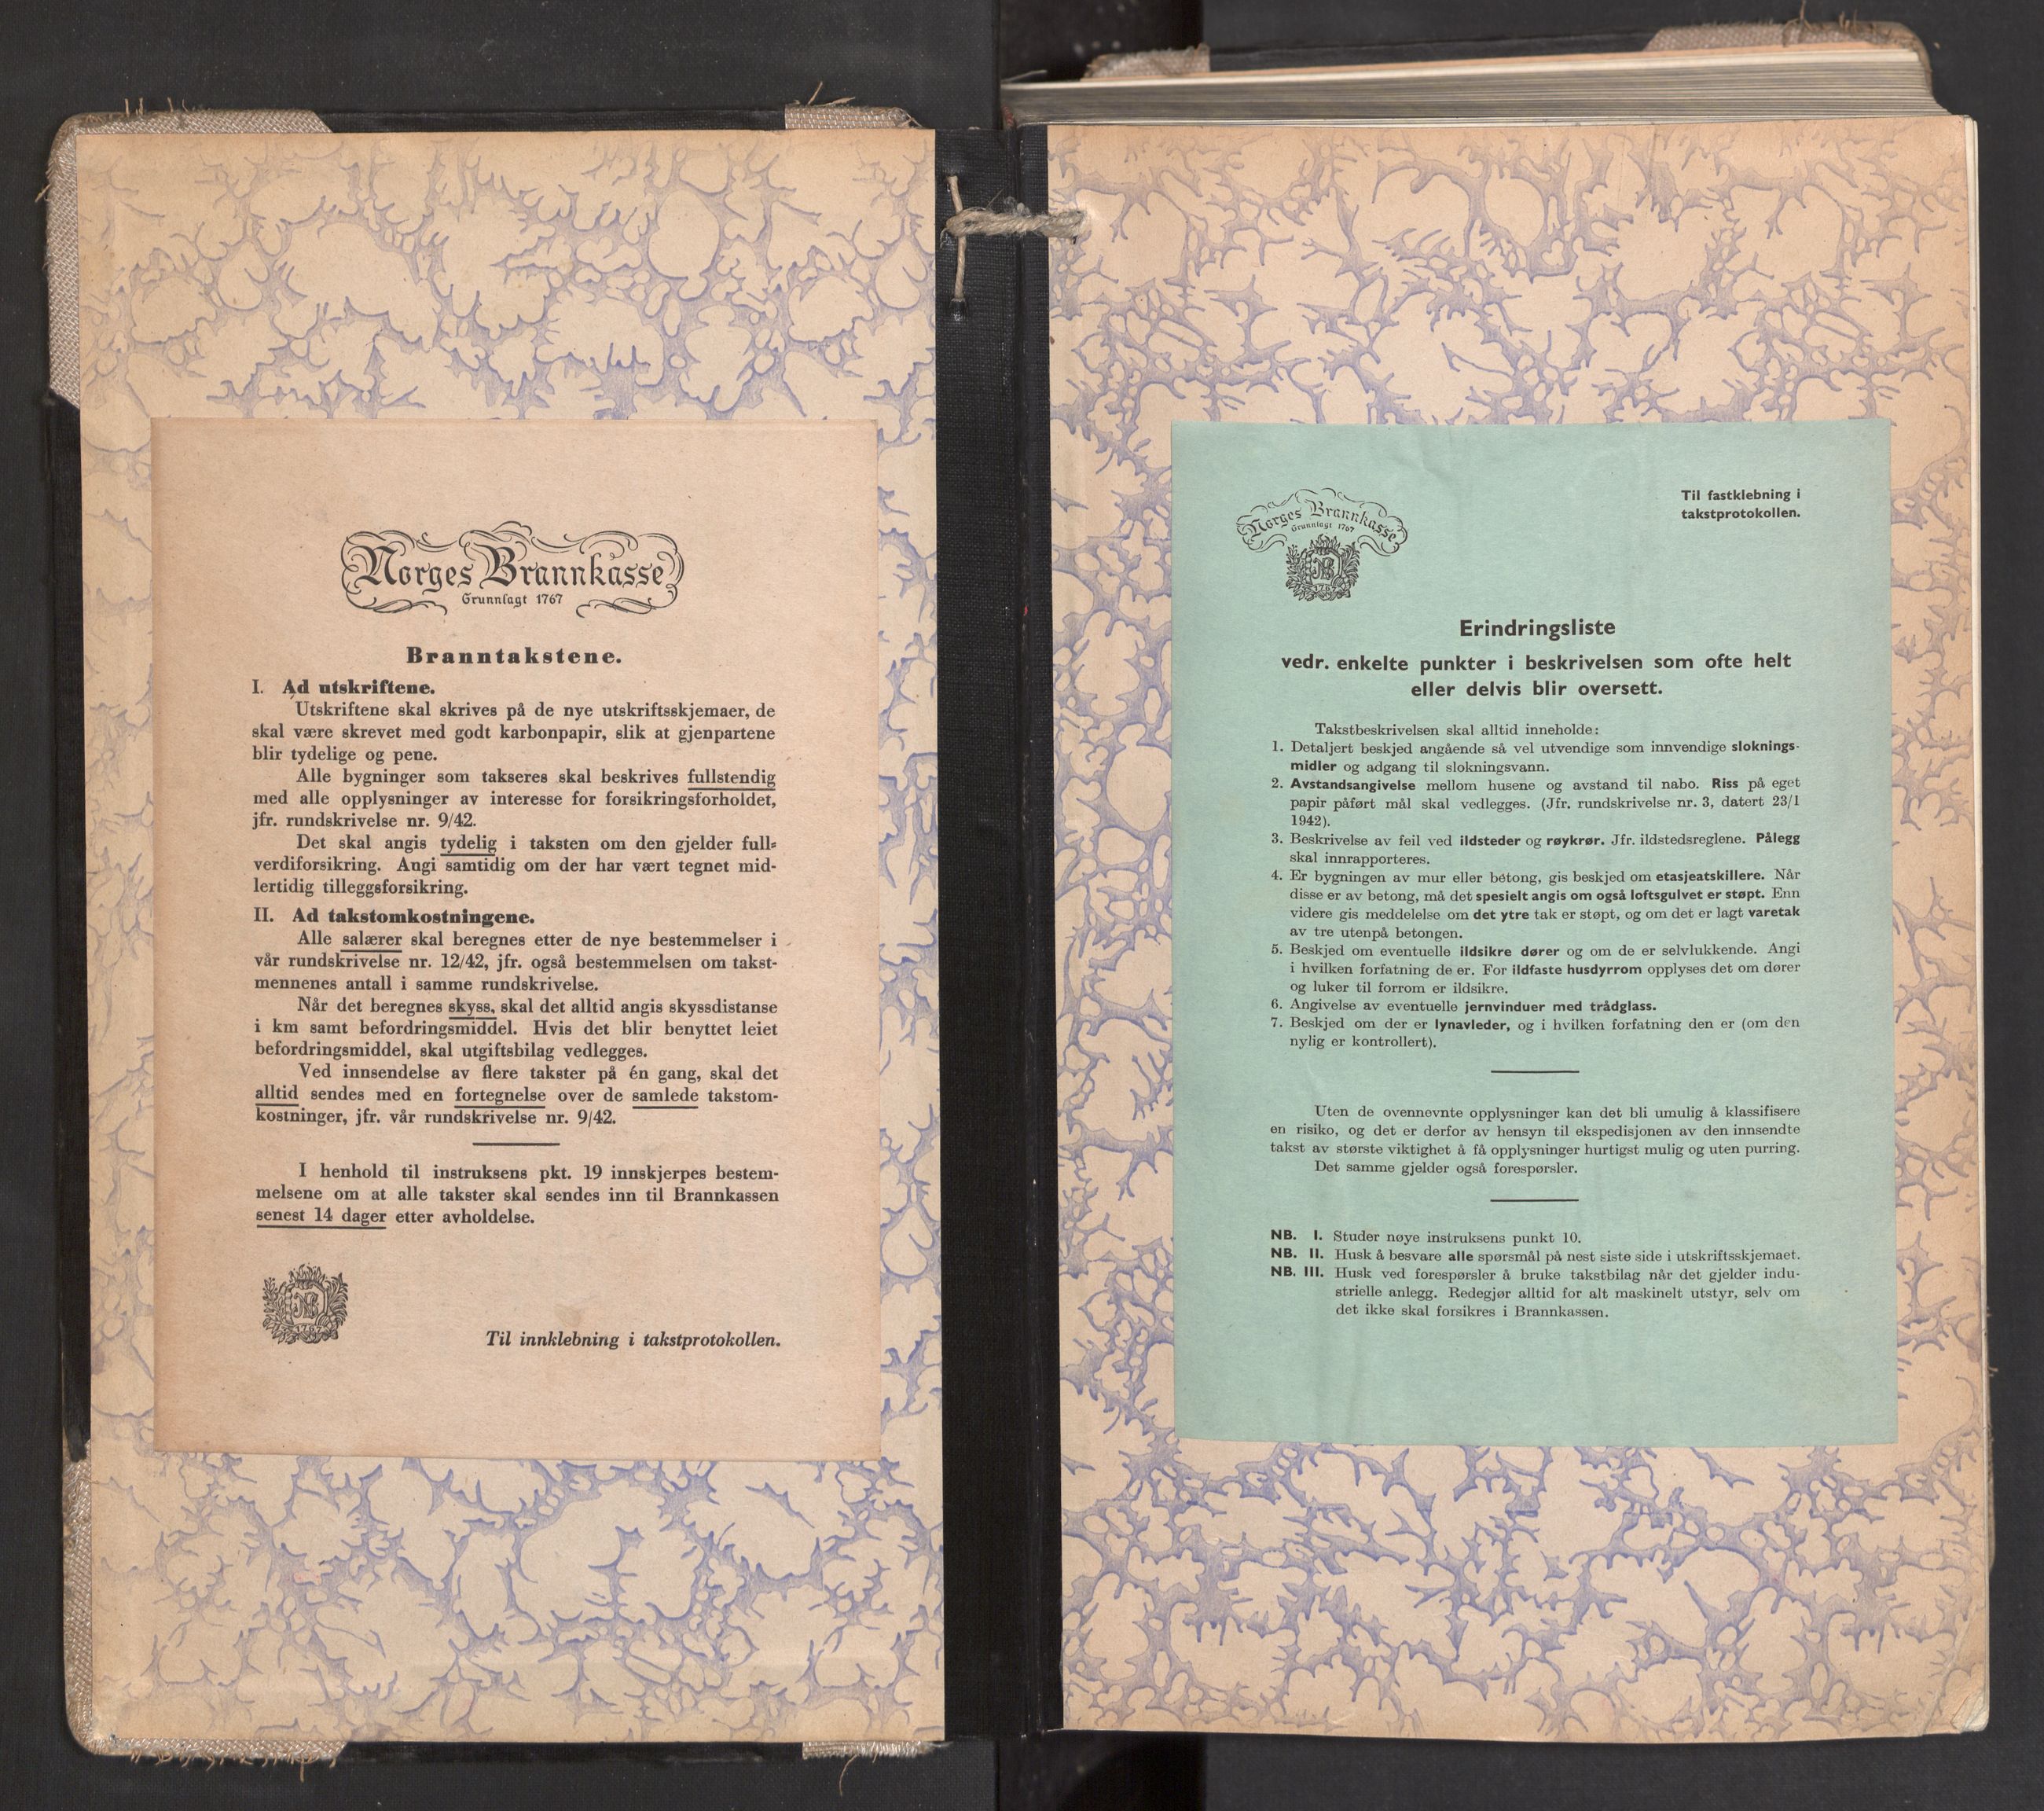 Norges Brannkasse
Grunnlagt 1767
Branntakstene.
I. Ad utskriftene.
Utskriftene skal skrives på de nye utskriftsskjemaer, de
skal være skrevet med godt karbonpapir, slik at gjenpartene
blir tydelige og pene.
Alle bygninger som takseres skal beskrives fullstendig
med alle opplysninger av interesse for forsikringsforholdet,
jfr. rundskrivelse nr. 9/42.
Det skal angis tydelig i taksten om den gjelder full-
verdiforsikring. Angi samtidig om der har vært tegnet mid-
lertidig tilleggsforsikring.
II. Ad takstomkostningene.
Alle salærer skal beregnes etter de nye bestemmelser i
vår rundskrivelse nr. 12/42, jfr. også bestemmelsen om takst-
mennenes antall i samme rundskrivelse.
Når det beregnes skyss, skal det alltid angis skyssdistanse
i km samt befordringsmiddel. Hvis det blir benyttet leiet
befordringsmiddel, skal utgiftsbilag vedlegges.
Ved innsendelse av flere takster på én gang, skal det
alltid sendes med en fortegnelse over de samlede takstom-
kostninger, jfr. vår rundskrivelse nr. 9/42.
I henhold til instruksens pkt. 19 innskjerpes bestem-
melsene om at alle takster skal sendes inn til Brannkassen
senest 14 dager etter avholdelse.
NB
1767
Til innklebning i takstprotokollen.
Norges Brannkasse
Grunnlagt 1767
NB
1767
Til fastklebning i
takstprotokollen.
Erindringsliste
vedr. enkelte punkter i beskrivelsen som ofte helt
eller delvis blir oversett.
Takstbeskrivelsen skal alltid inneholde:
1. Detaljert beskjed angående så vel utvendige som innvendige sloknings-
midler og adgang til slokningsvann.
2. Avstandsangivelse mellom husene og avstand til nabo. Riss på eget
papir påført mål skal vedlegges. (Jfr. rundskrivelse nr. 3, datert 23/1
1942).
3. Beskrivelse av feil ved ildsteder og røykrør. Jfr. ildstedsreglene. Pålegg
skal innrapporteres.
4. Er bygningen av mur eller betong, gis beskjed om etasjeatskillere. Når
disse er av betong, må det spesielt angis om også loftsgulvet er støpt. Enn
videre gis meddelelse om det ytre tak er støpt, og om det er lagt varetak
av tre utenpå betongen.
5. Beskjed om eventuelle ildsikre dører og om de er selvlukkende. Angi
i hvilken forfatning de er. For ildfaste husdyrrom opplyses det om dører
og luker til forrom er ildsikre.
6. Angivelse av eventuelle jernvinduer med trådglass.
7. Beskjed om der er lynavleder, og i hvilken forfatning den er (om den
nylig er kontrollert).
Uten de ovennevnte opplysninger kan det bli umulig å klassifisere
en risiko, og det er derfor av hensyn til ekspedisjonen av den innsendte
takst av største viktighet å få opplysninger hurtigst mulig og uten purring.
Det samme gjelder også forespørsler.
NB. I. Studer nøye instruksens punkt 10.
NB. II. Husk å besvare alle spørsmål på nest siste side i utskriftsskjemaet.
NB. III. Husk ved forespørsler å bruke takstbilag når det gjelder indu-
strielle anlegg. Redegjør alltid for alt maskinelt utstyr, selv om
det ikke skal forsikres i Brannkassen.